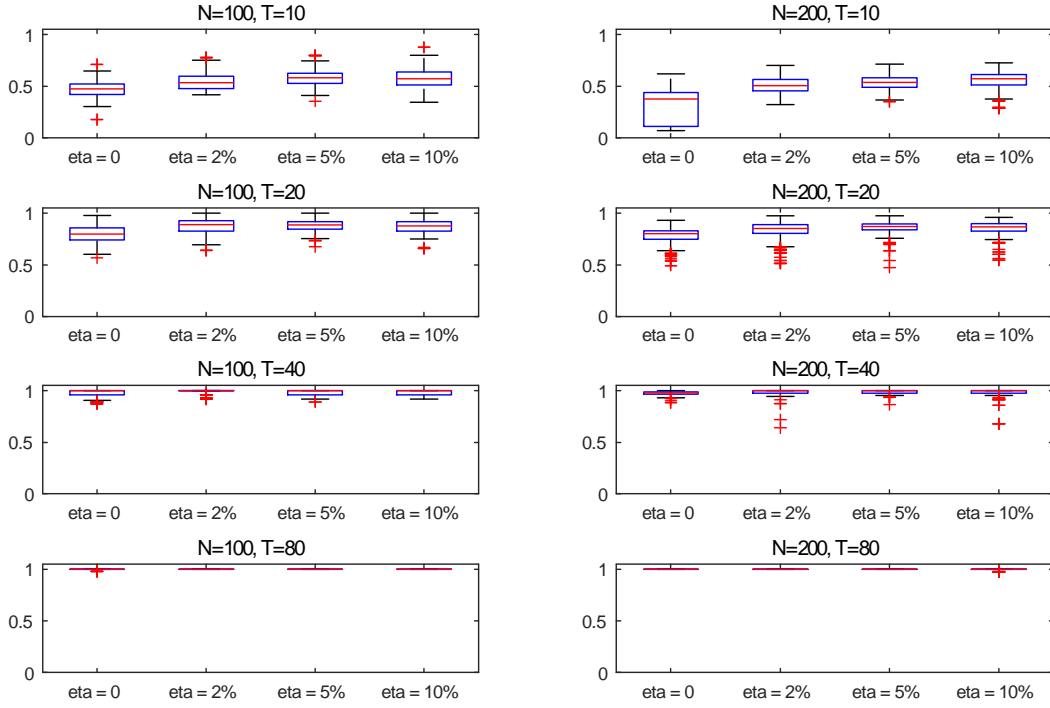 N=100, T=10
1
0.5
0
eta = 0 eta = 2% eta = 5% eta = 10%
N=200, T=10
1
0.5
0
eta = 0 eta = 2% eta = 5% eta = 10%
N=100, T=20
1
0.5
0
eta = 0 eta = 2% eta = 5% eta = 10%
N=200, T=20
1
0.5
0
eta = 0 eta = 2% eta = 5% eta = 10%
N=100, T=40
1
0.5
0
eta = 0 eta = 2% eta = 5% eta = 10%
N=200, T=40
1
0.5
0
eta = 0 eta = 2% eta = 5% eta = 10%
N=100, T=80
1
0.5
0
eta = 0 eta = 2% eta = 5% eta = 10%
N=200, T=80
1
0.5
0
eta = 0 eta = 2% eta = 5% eta = 10%